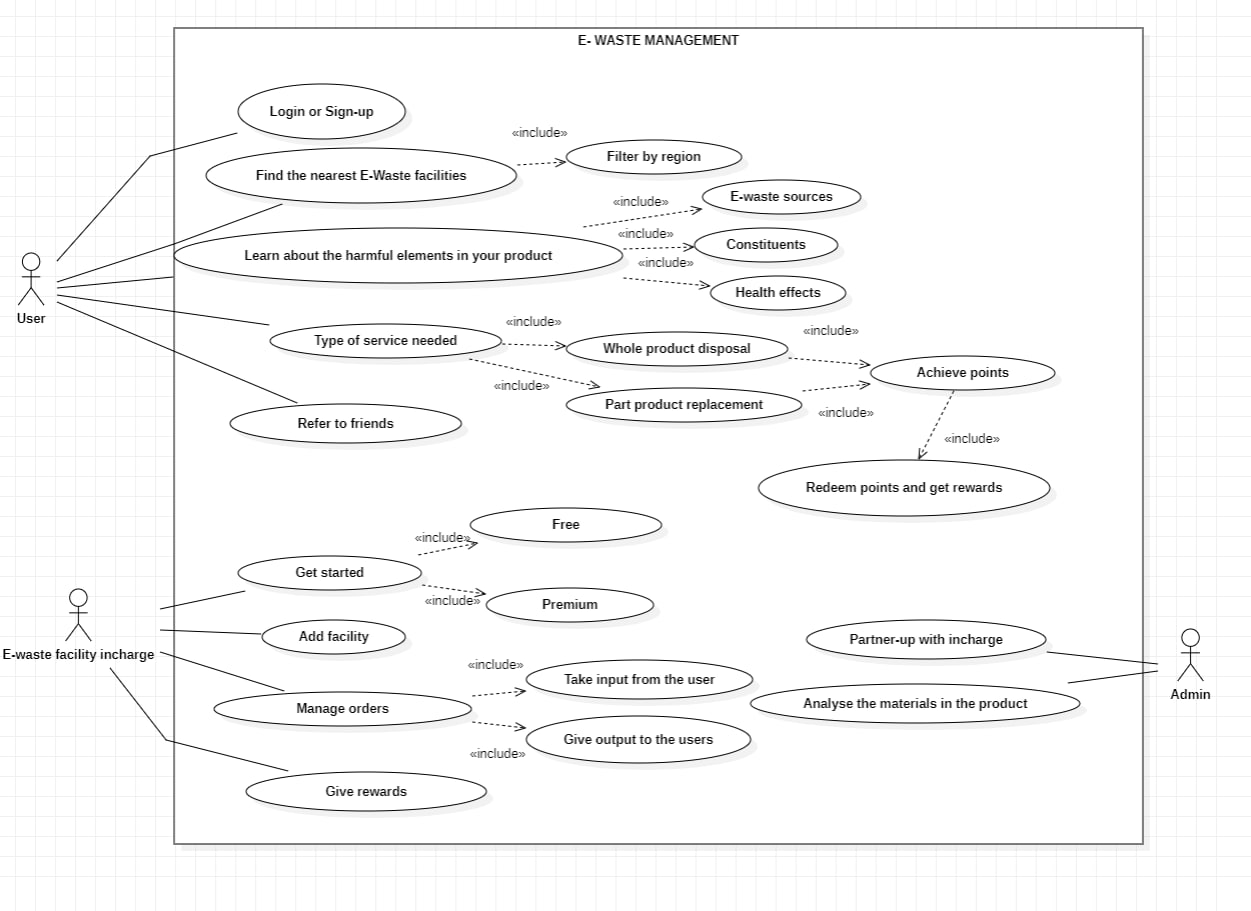 E- WASTE MANAGEMENT
Login or Sign-up
«include»
Find the nearest E-Waste facilities
Filter by region
«include»
E-waste sources
«include»
Learn about the harmful elements in your product
Constituents
«include»
Health effects
User
Type of service needed
«include»
Whole product disposal
«include»
«include»
Part product replacement
Achieve points
«include»
Refer to friends
«include»
Redeem points and get rewards
Free
«include»
Get started
«include»
Premium
E-waste facility incharge
Add facility
Partner-up with incharge
«include»
Take input from the user
Admin
Manage orders
Analyse the materials in the product
Give output to the users
«include»
Give rewards